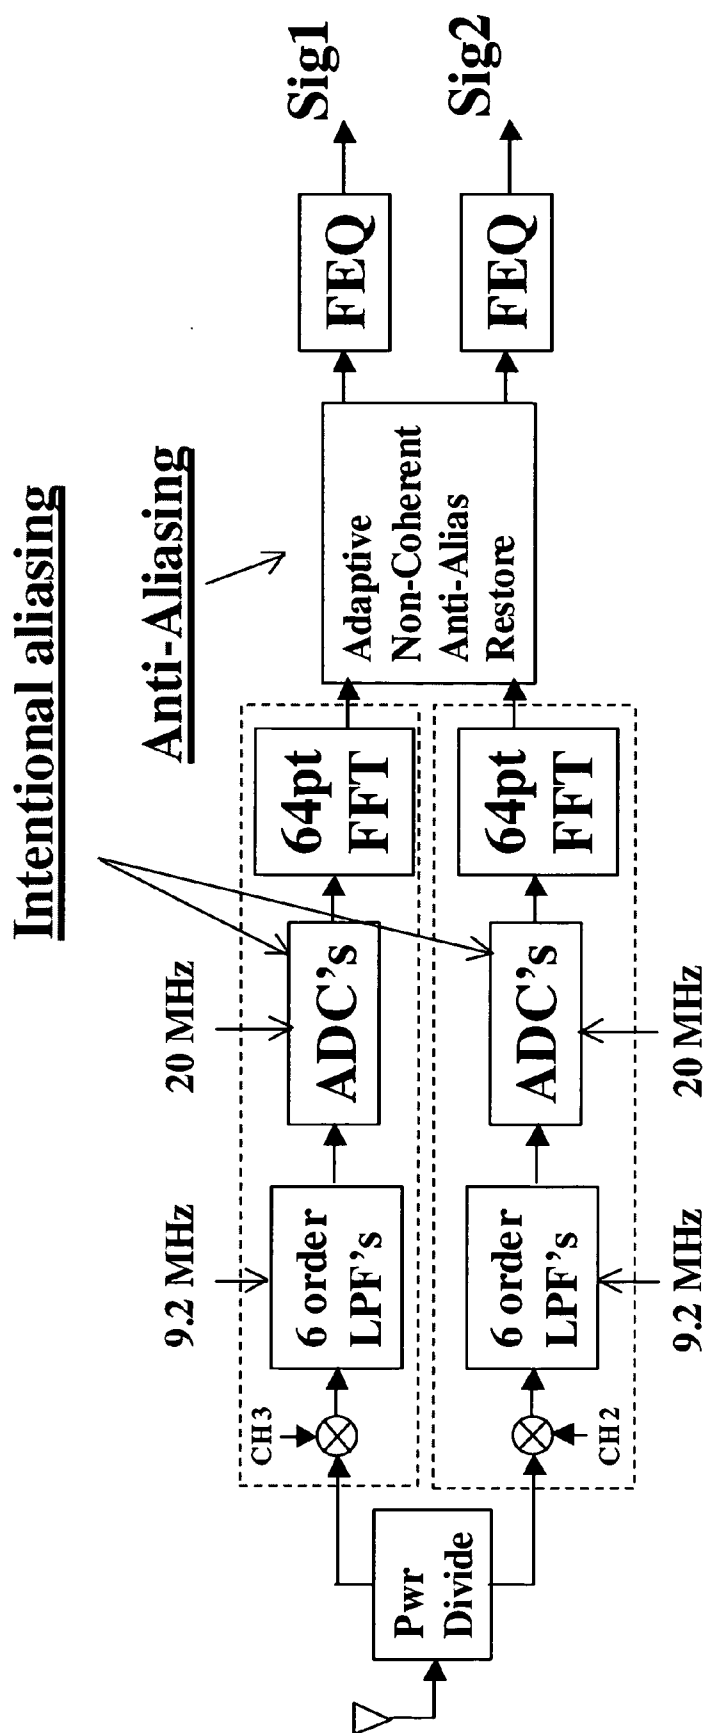 Intentional aliasing
Anti-Aliasing
Pwr
Divide
CH3
9.2 MHz
6 order
LPF's
20 MHz
ADC's
64pt
FFT
CH2
9.2 MHz
6 order
LPF's
20 MHz
ADC's
64pt
FFT
Adaptive
Non-Coherent
Anti-Alias
Restore
FEQ
Sig1
FEQ
Sig2